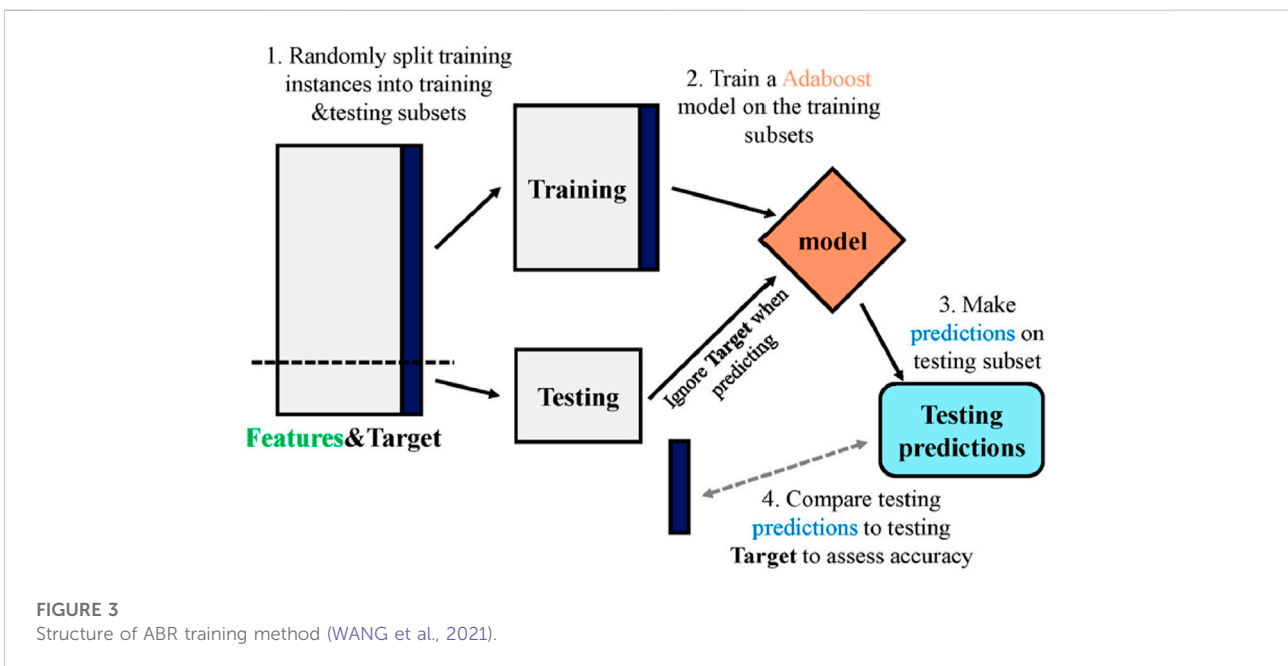 1. Randomly split training
instances into training
&testing subsets
2. Train a Adaboost
model on the training
subsets
Training
model
Ignore Target when
predicting
3. Make
predictions on
testing subset
Testing
Testing
predictions
Features&Target
4. Compare testing
predictions to testing
Target to assess accuracy
FIGURE 3
Structure of ABR training method (WANG et al., 2021).